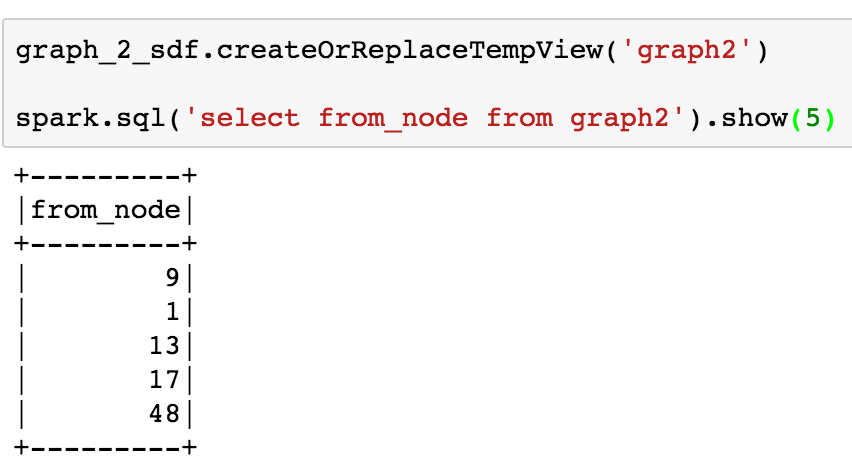 graph_2_sdf.createOrReplaceTempView('graph2')
spark.sql('select from_node from graph2').show(5)
+---------+
|from_node|
+---------+
|        9|
|        1|
|       13|
|       17|
|       48|
+---------+